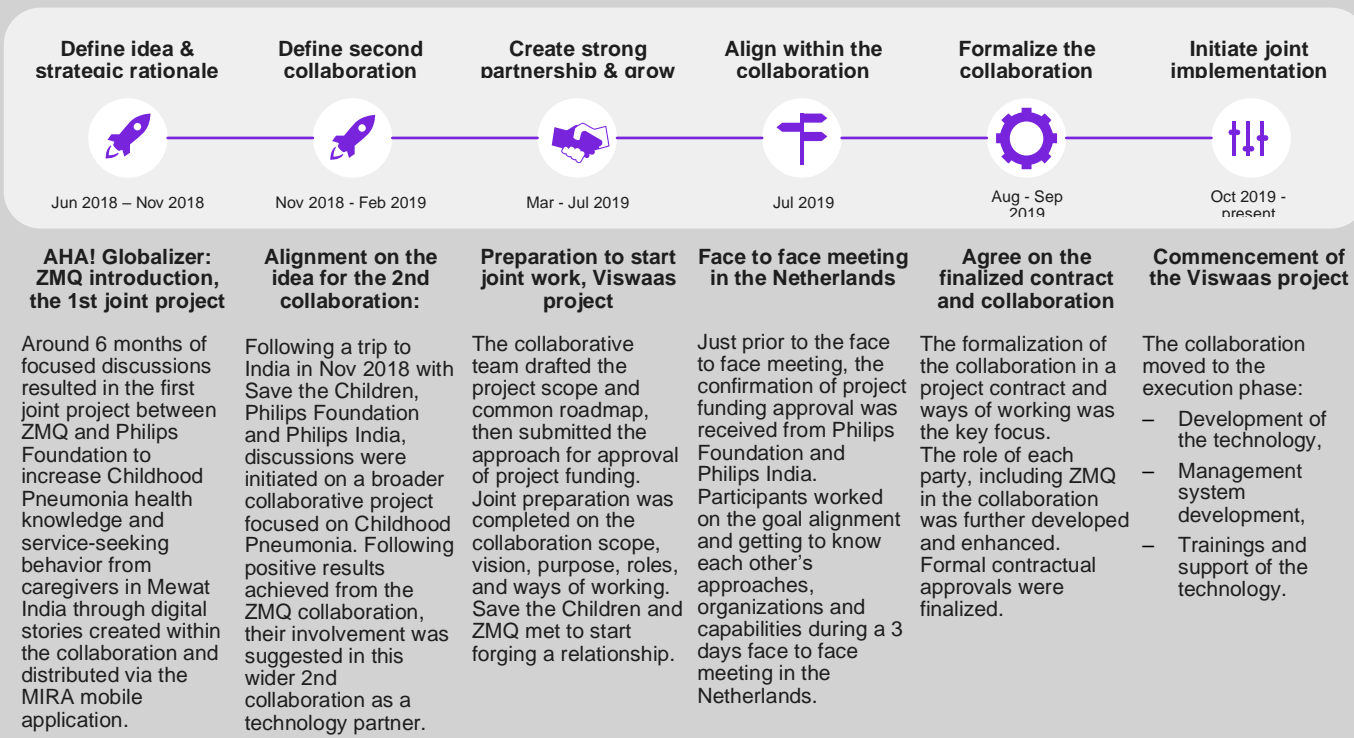 Define idea &
strategic rationale
Define second
collaboration
Create strong
partnership & grow
Align within the
collaboration
Formalize the
collaboration
Initiate joint
implementation
Jun 2018 – Nov 2018
Nov 2018 - Feb 2019
Mar - Jul 2019
Jul 2019
Aug - Sep
2019
Oct 2019 -
present
AHA! Globalizer:
ZMQ introduction,
the 1st joint project
Around 6 months of
focused discussions
resulted in the first
joint project between
ZMQ and Philips
Foundation to
increase Childhood
Pneumonia health
knowledge and
service-seeking
behavior from
caregivers in Mewat
India through digital
stories created within
the collaboration and
distributed via the
MIRA mobile
application.
Alignment on the
idea for the 2nd
collaboration:
Following a trip to
India in Nov 2018 with
Save the Children,
Philips Foundation
and Philips India,
discussions were
initiated on a broader
collaborative project
focused on Childhood
Pneumonia. Following
positive results
achieved from the
ZMQ collaboration,
their involvement was
suggested in this
wider 2nd
collaboration as a
technology partner.
Preparation to start
joint work, Viswaas
project
The collaborative
team drafted the
project scope and
common roadmap,
then submitted the
approach for approval
of project funding.
Joint preparation was
completed on the
collaboration scope,
vision, purpose, roles,
and ways of working.
Save the Children and
ZMQ met to start
forging a relationship.
Face to face meeting
in the Netherlands
Just prior to the face
to face meeting, the
confirmation of project
funding approval was
received from Philips
Foundation and
Philips India.
Participants worked
on the goal alignment
and getting to know
each other’s
approaches,
organizations and
capabilities during a 3
days face to face
meeting in the
Netherlands.
Agree on the
finalized contract
and collaboration
The formalization of
the collaboration in a
project contract and
ways of working was
the key focus.
The role of each
party, including ZMQ
in the collaboration
was further developed
and enhanced.
Formal contractual
approvals were
finalized.
Commencement of
the Viswaas project
The collaboration
moved to the
execution phase:
– Development of
the technology,
– Management
system
development,
– Trainings and
support of the
technology.